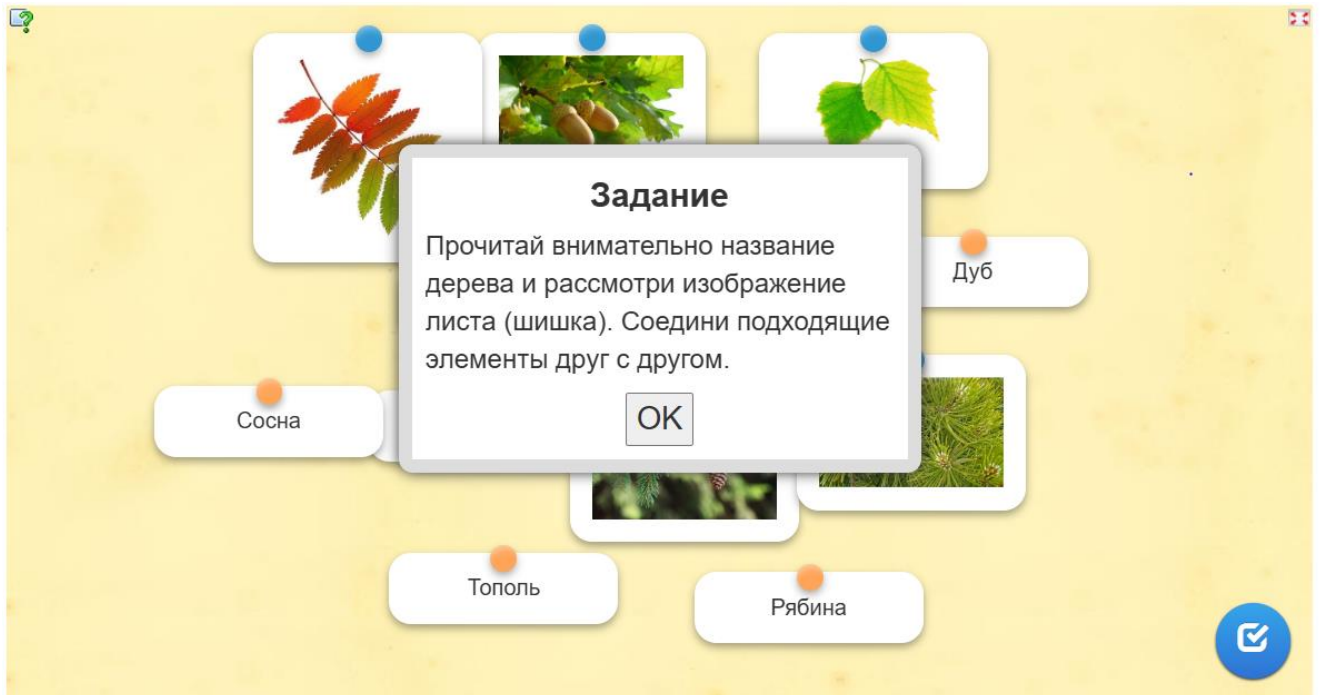 Задание
Прочитай внимательно название
дерева и рассмотри изображение
листа (шишка). Соедини подходящие
элементы друг с другом.
OK
Дуб
Сосна
Тополь
Рябина